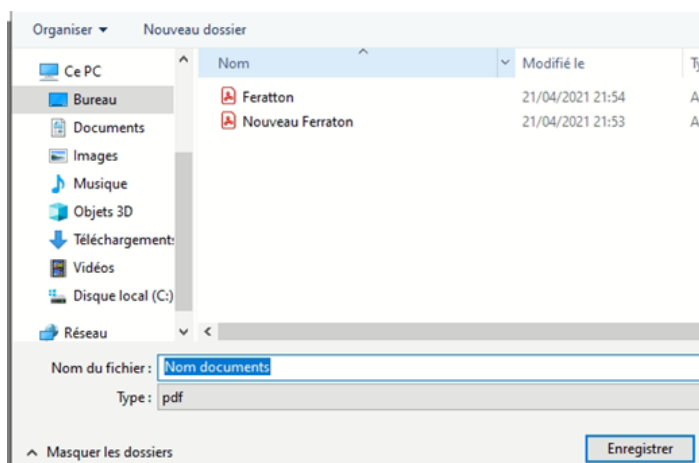 Organiser Nouveau dossier
Ce PC
Bureau
Documents
Images
Musique
Objets 3D
Téléchargement
Vidéos
Disque local (C:)
Réseau
Nom Modifié le
Feratton 21/04/2021 21:54 A
Nouveau Ferraton 21/04/2021 21:53 A
Nom du fichier : Nom documents
Type : pdf
Masquer les dossiers
Enregistrer